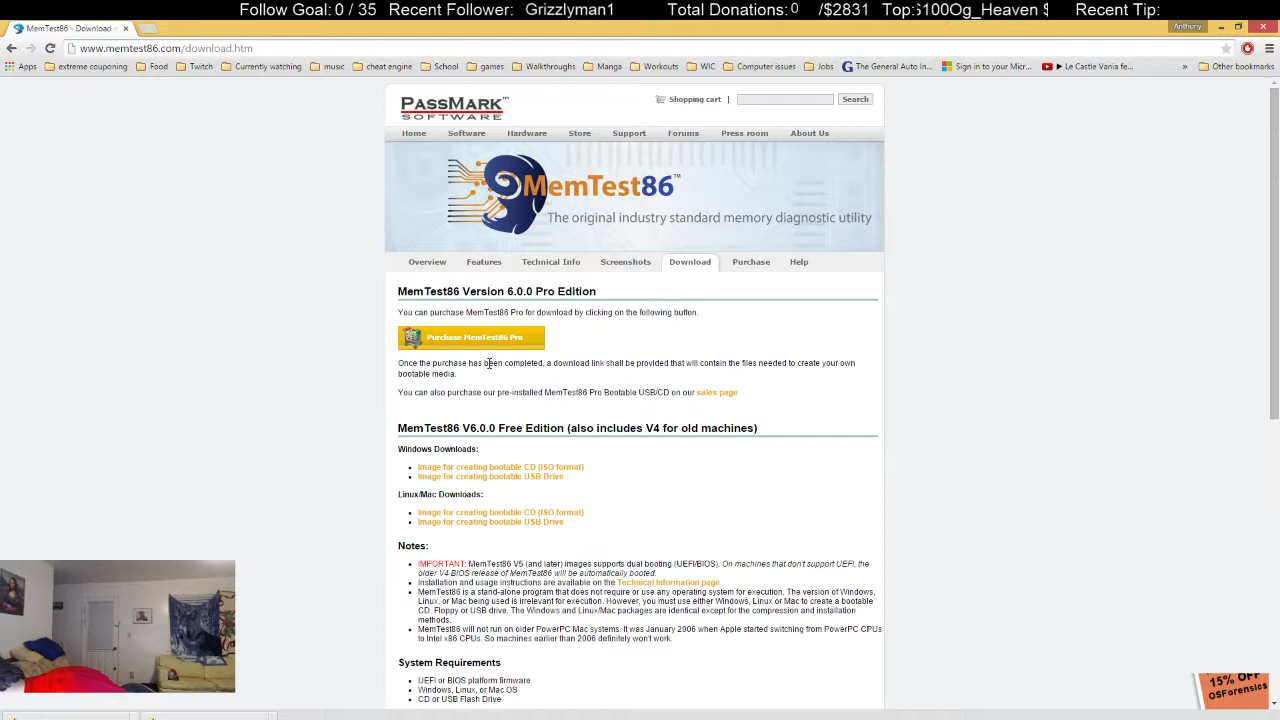 Follow Goal: 0 / 35 Recent Follower: Grizzlyman1 Total Donations: 0 /$2831 Top: $100Og_Heaven $ Recent Tip:
MemTest86 - Download
Anthony
www.memtest86.com/download.htm
Apps extreme couponing Food Twitch Currently watching music cheat engine School games Walktteroughs Manga Workouts WIC Computer issues Jobs The General Auto In... Sign in to your Micr... Le Castle Vania fe... » Other bookmarks
PASSMARK™ SOFTWARE
Shopping cart | Search
Home Software Hardware Store Support Forums Press room About Us
MemTest86™
The original industry standard memory diagnostic utility
Overview Features Technical Info Screenshots Download Purchase Help
MemTest86 Version 6.0.0 Pro Edition
You can purchase MemTest86 Pro for download by clicking on the following button.
Purchase MemTest86 Pro
Once the purchase has been completed, a download link shall be provided that will contain the files needed to create your own
bootable media.
You can also purchase our pre-installed MemTest86 Pro Bootable USB/CD on our sales page
MemTest86 V6.0.0 Free Edition (also includes V4 for old machines)
Windows Downloads:
Image for creating bootable CD (ISO format)
Image for creating bootable USB Drive
Linux/Mac Downloads:
Image for creating bootable CD (ISO format)
Image for creating bootable USB Drive
Notes:
IMPORTANT: MemTest86 V5 (and later) images supports dual booting (UEFI/BIOS). On machines that don't support UEFI, the
older V4 BIOS release of MemTest86 will be automatically booted.
Installation and usage instructions are available on the Technical Information page
MemTest86 is a stand-alone program that does not require or use any operating system for execution. The version of Windows,
Linux, or Mac being used is irrelevant for execution. However, you must use either Windows, Linux or Mac to create a bootable
CD, Floppy or USB drive. The Windows and Linux/Mac packages are identical except for the compression and installation
methods.
MemTest86 will not run on older PowerPC Mac systems. It was January 2006 when Apple started switching from PowerPC CPUs
to Intel x86 CPUs. So machines earlier than 2006 definitely won't work.
System Requirements
UEFI or BIOS platform firmware
Windows, Linux, or Mac OS
CD or USB Flash Drive
15% OFF
OSForensics